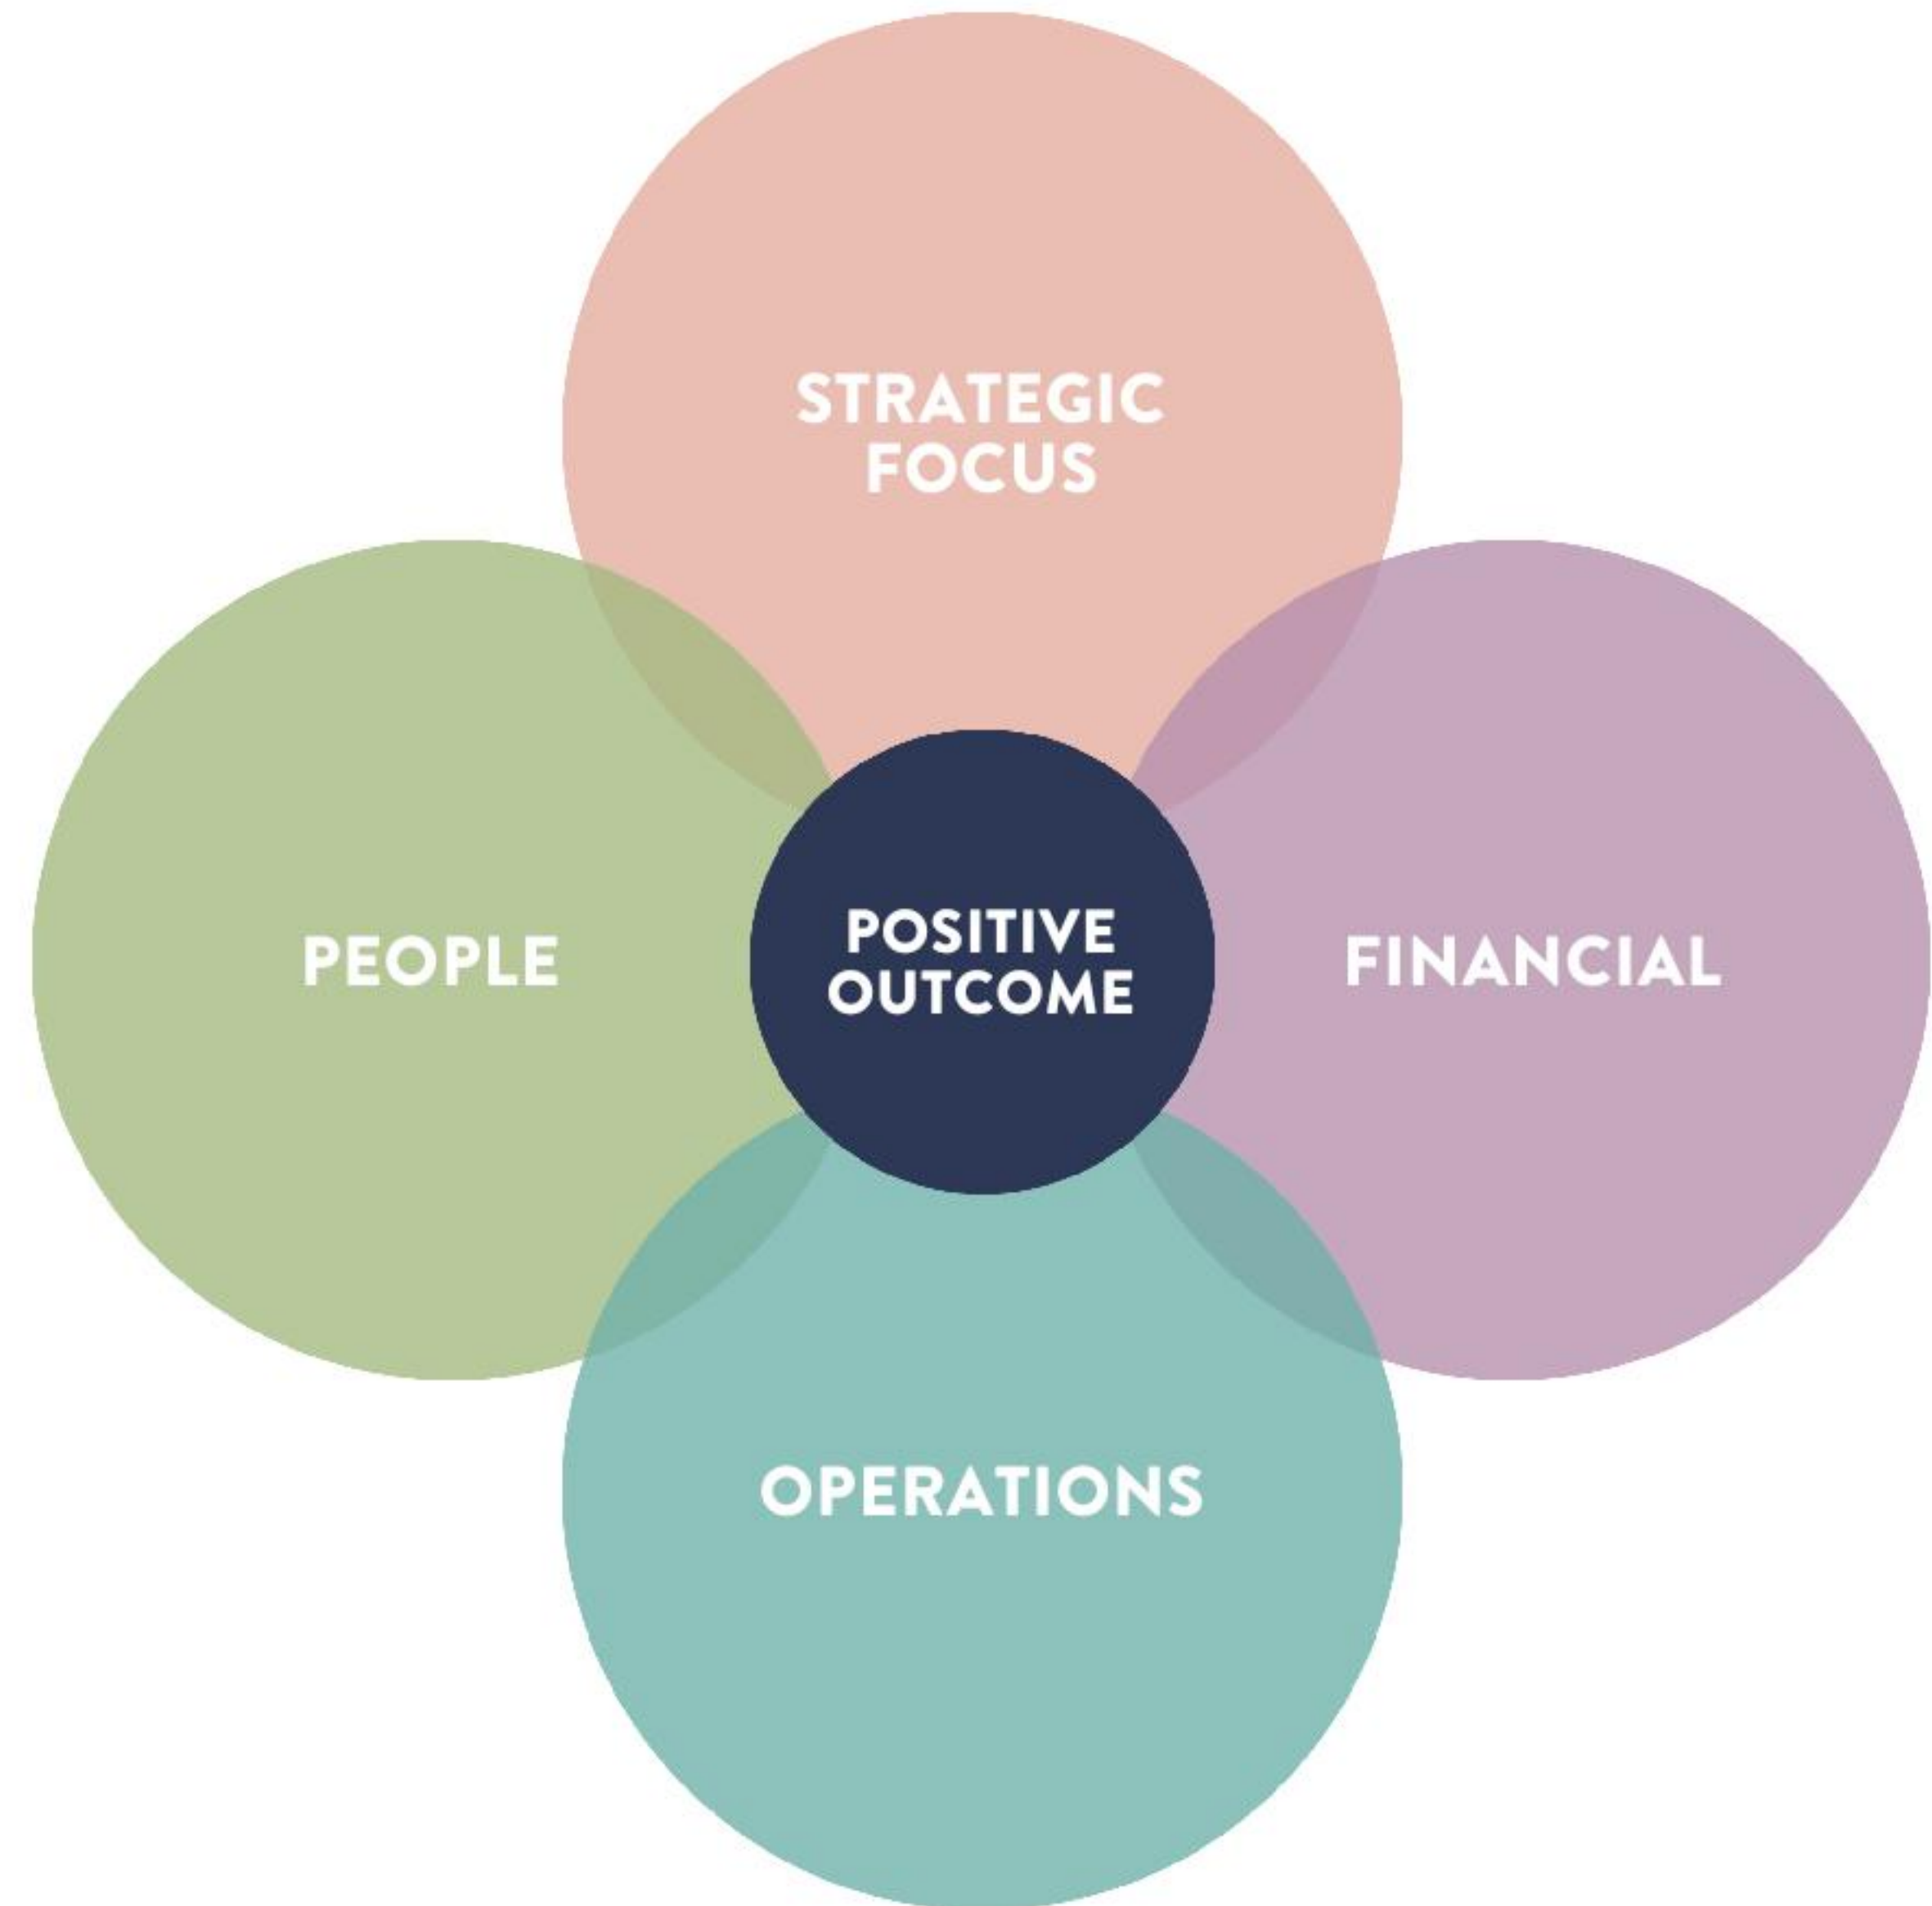 STRATEGIC
FOCUS
PEOPLE
POSITIVE
OUTCOME
FINANCIAL
OPERATIONS